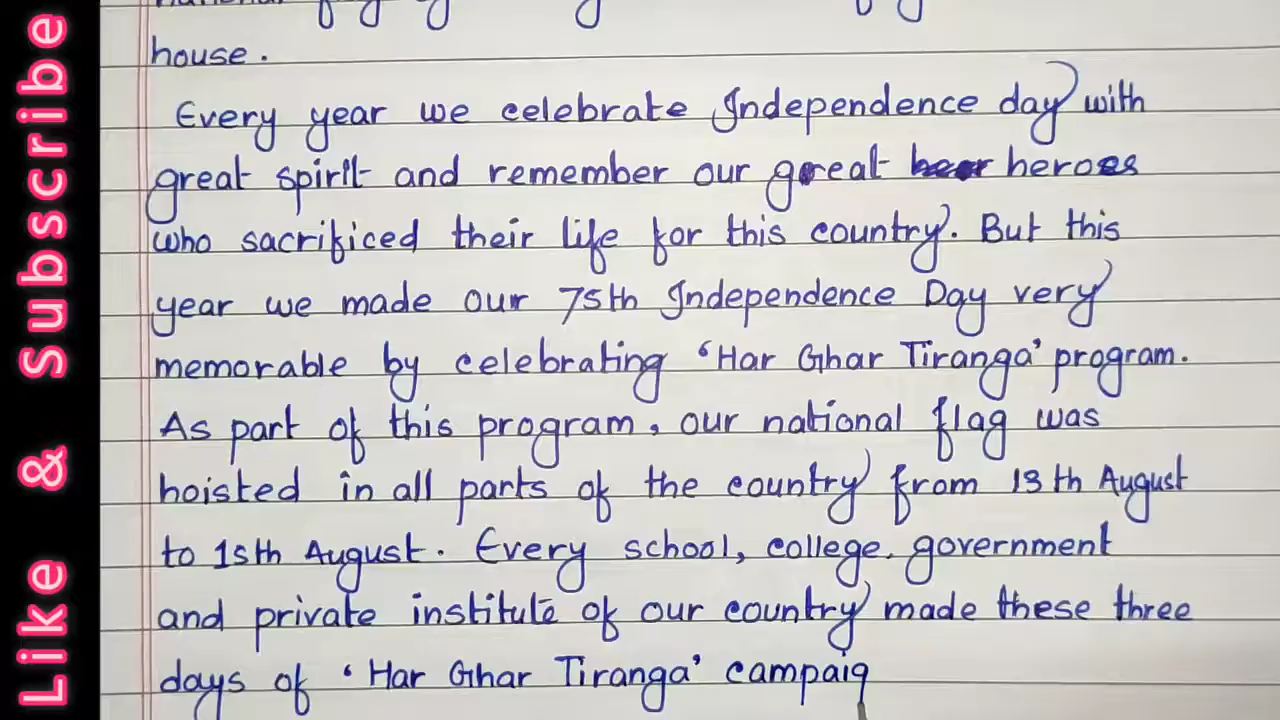 house.
Every year we celebrate Independence day with
great spirit and remember our great heroes
who sacrificed their life for this country. But this
year we made our 75th Independence Day very
memorable by celebrating 'Har Ghar Tiranga' program.
As part of this program, our national flag was
hoisted in all parts of the country from 13th August
to 15th August. Every school, college, government
and private institute of our country made these three
days of 'Har Ghar Tiranga' campaig
Like & Subscribe